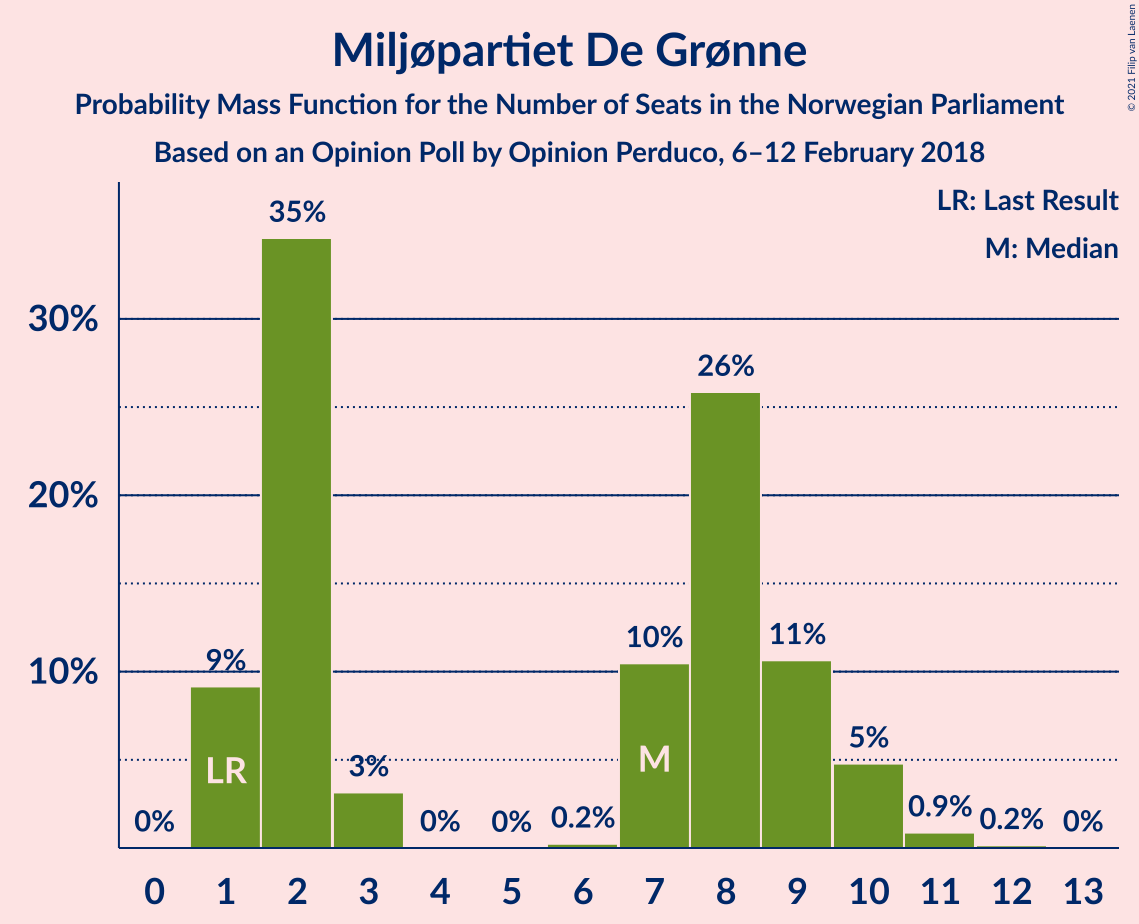 Miljøpartiet De Grønne
Probability Mass Function for the Number of Seats in the Norwegian Parliament
Based on an Opinion Poll by Opinion Perduco, 6–12 February 2018
© 2021 Filip van Laenen
LR: Last Result
M: Median
35%
30%
26%
20%
11%
10%
9%
10%
LR
M
5%
3%
0%
0%
0%
0.2%
0.9%
0.2%
0%
0 1 2 3 4 5 6 7 8 9 10 11 12 13